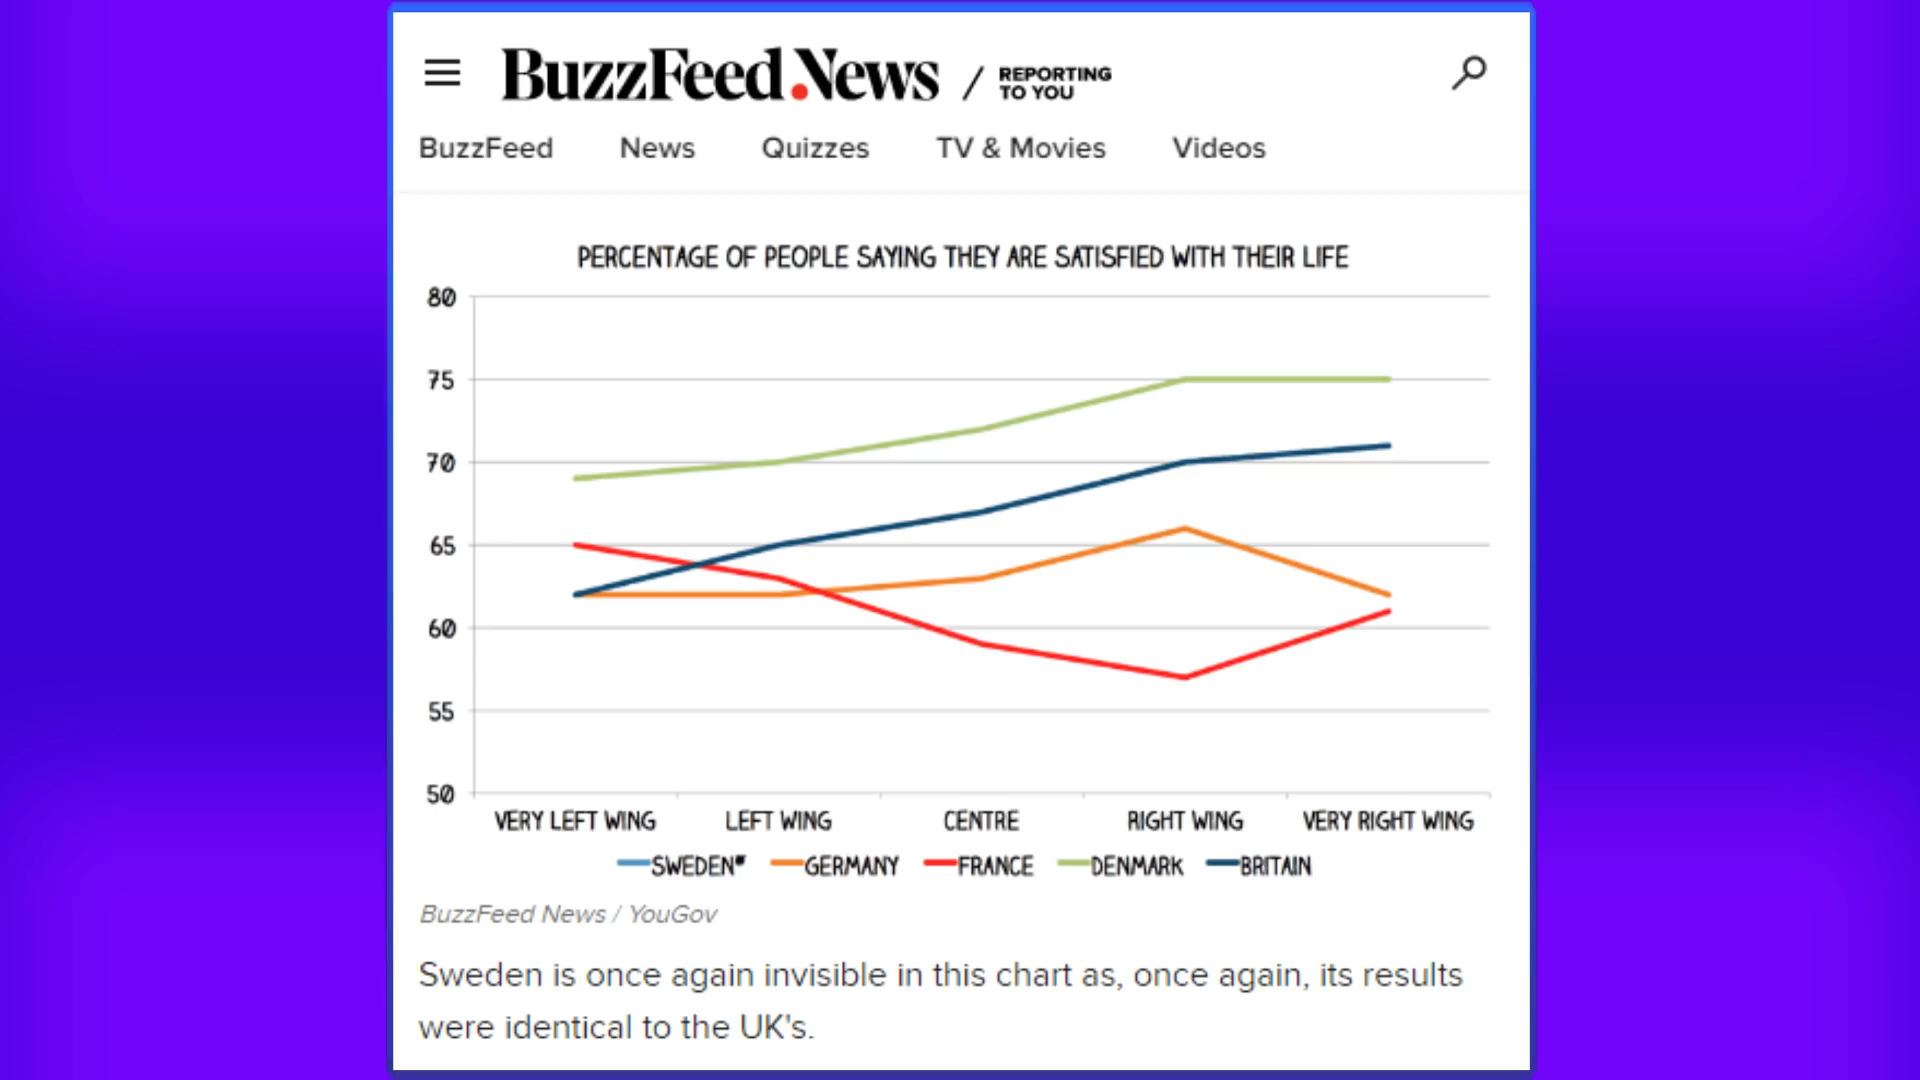 BuzzFeed News / REPORTING TO YOU
BuzzFeed News Quizzes TV & Movies Videos
PERCENTAGE OF PEOPLE SAYING THEY ARE SATISFIED WITH THEIR LIFE
80
75
70
65
60
55
50
VERY LEFT WING LEFT WING CENTRE RIGHT WING VERY RIGHT WING
SWEDEN* GERMANY FRANCE DENMARK BRITAIN
BuzzFeed News / YouGov
Sweden is once again invisible in this chart as, once again, its results
were identical to the UK's.